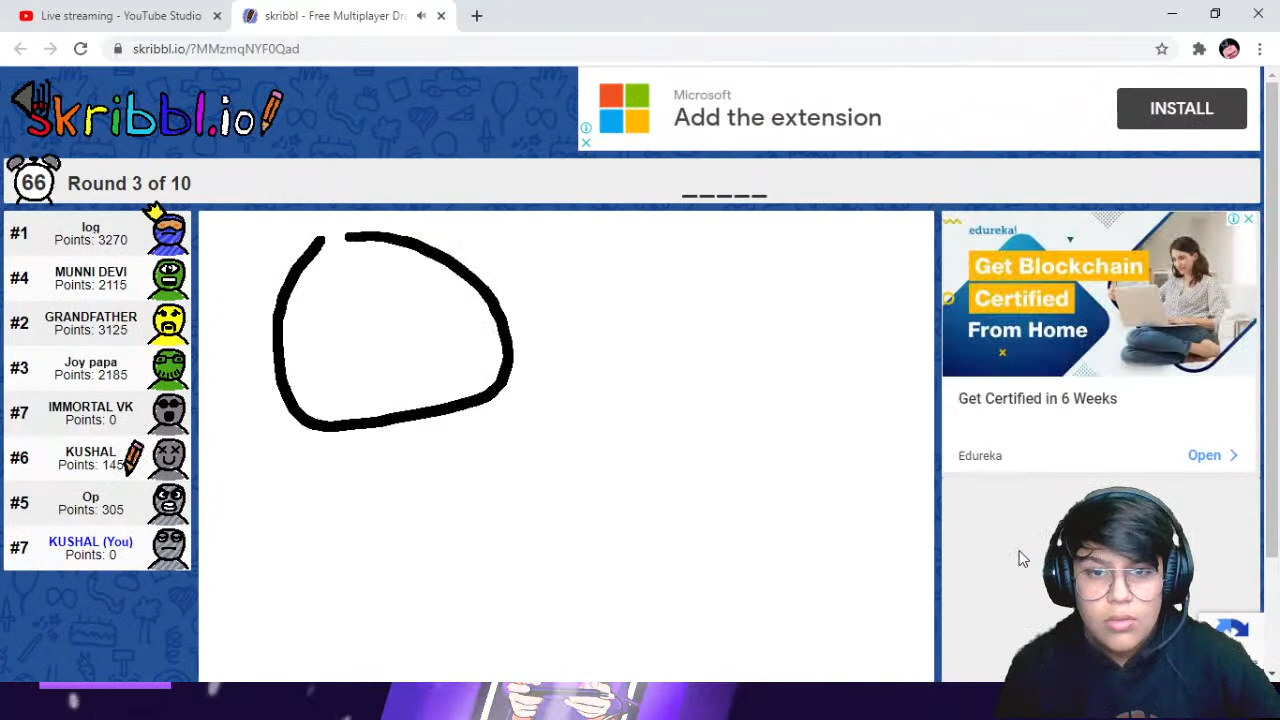 Live streaming - YouTube Studio
skribbl - Free Multiplayer Dra
skribbl.io/?MMzmqNYF0Qad
skribbl.io
Microsoft
Add the extension
INSTALL
66
Round 3 of 10
_____
#1
log
Points: 3270
#4
MUNNI DEVI
Points: 2115
#2
GRANDFATHER
Points: 3125
#3
Joy papa
Points: 2185
#7
IMMORTAL VK
Points: 0
#6
KUSHAL
Points: 145
#5
Op
Points: 305
#7
KUSHAL (You)
Points: 0
edureka!
Get Blockchain
Certified
From Home
Get Certified in 6 Weeks
Edureka
Open